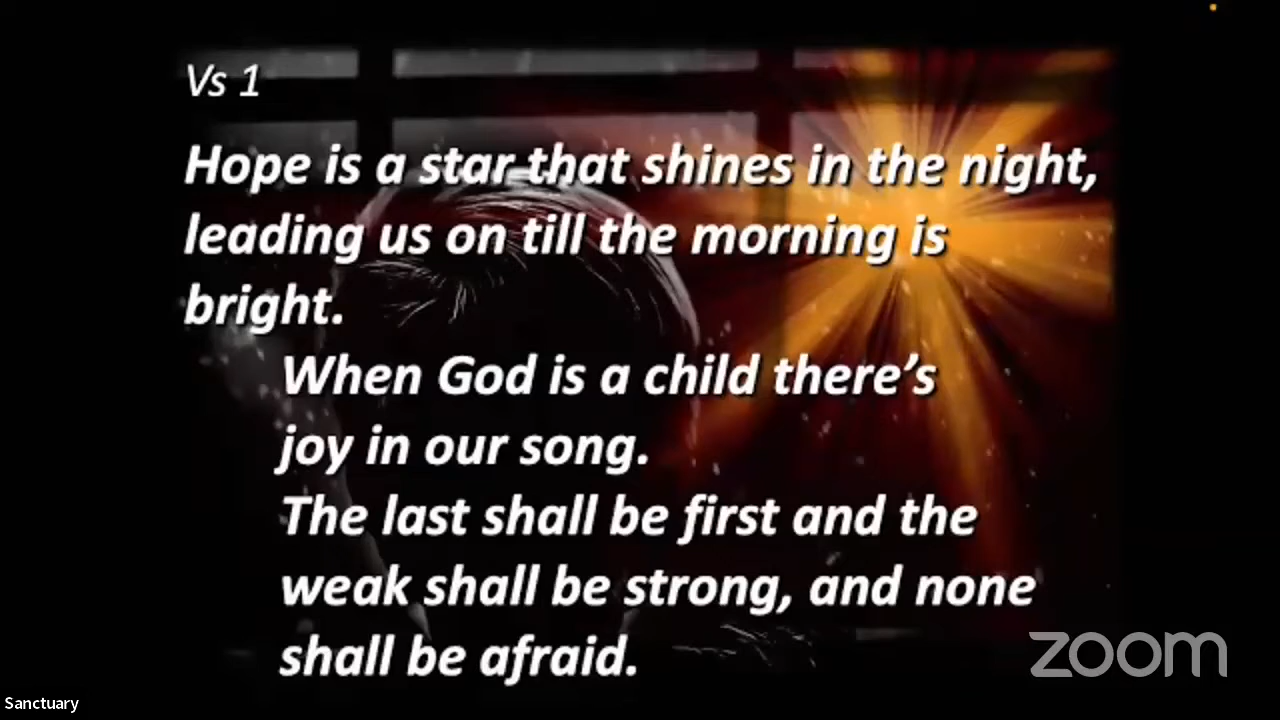 Vs 1
Hope is a star that shines in the night,
leading us on till the morning is
bright.
When God is a child there’s
joy in our song.
The last shall be first and the
weak shall be strong, and none
shall be afraid.
zoom
Sanctuary